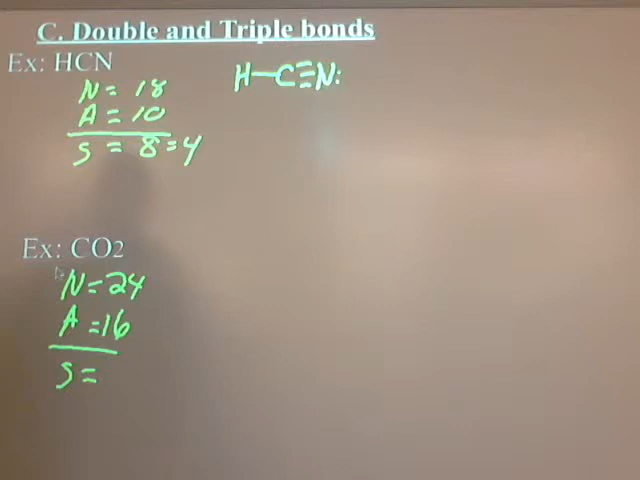 C. Double and Triple bonds
Ex: HCN
H—C≡N:
N = 18
A = 10
S = 8 = 4
Ex: CO2
N = 24
A = 16
S =